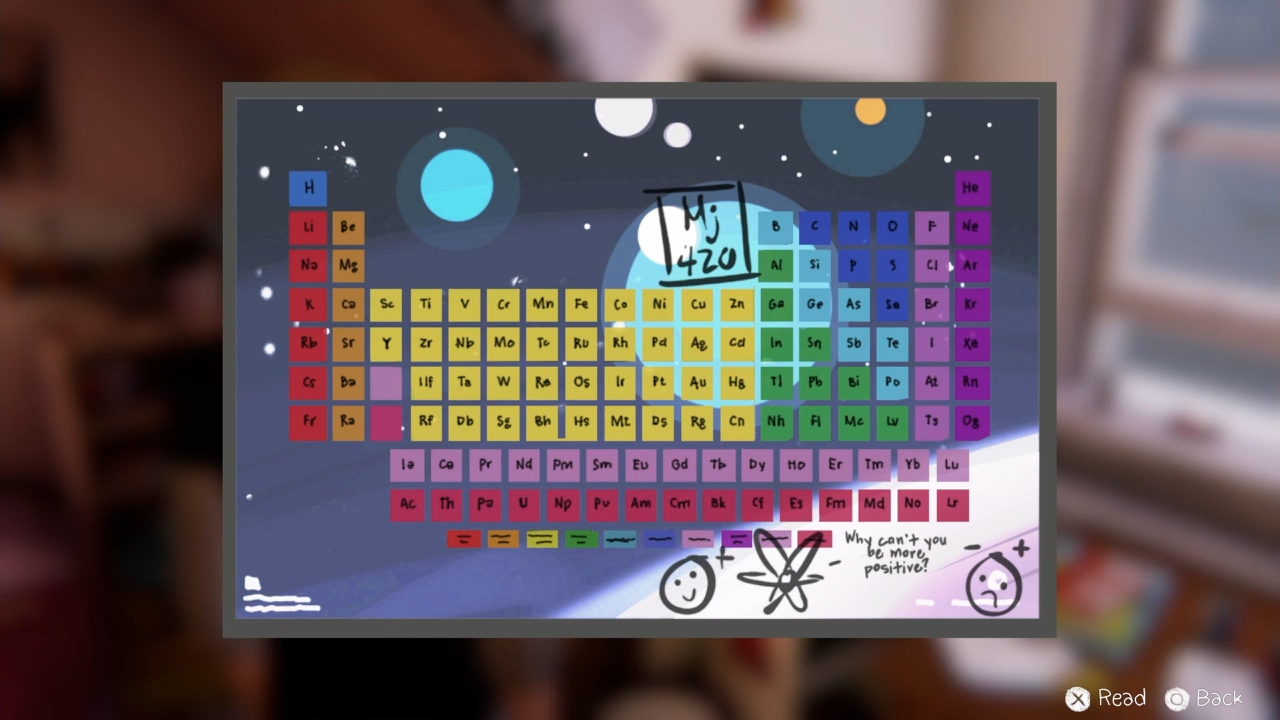 H He
Mj
420
Li Be B C N O F Ne
Na Mg Al Si P S Cl Ar
K Ca Sc Ti V Cr Mn Fe Co Ni Cu Zn Ga Ge As Se Br Kr
Rb Sr Y Zr Nb Mo Tc Ru Rh Pd Ag Cd In Sn Sb Te I Xe
Cs Ba Hf Ta W Re Os Ir Pt Au Hg Tl Pb Bi Po At Rn
Fr Ra Rf Db Sg Bh Hs Mt Ds Rg Cn Nh Fl Mc Lv Ts Og
la Ce Pr Nd Pm Sm Eu Gd Tb Dy Ho Er Tm Yb Lu
Ac Th Pa U Np Pu Am Cm Bk Cf Es Fm Md No Lr
Why can't you
be more
positive?
+ - - +
X Read O Back